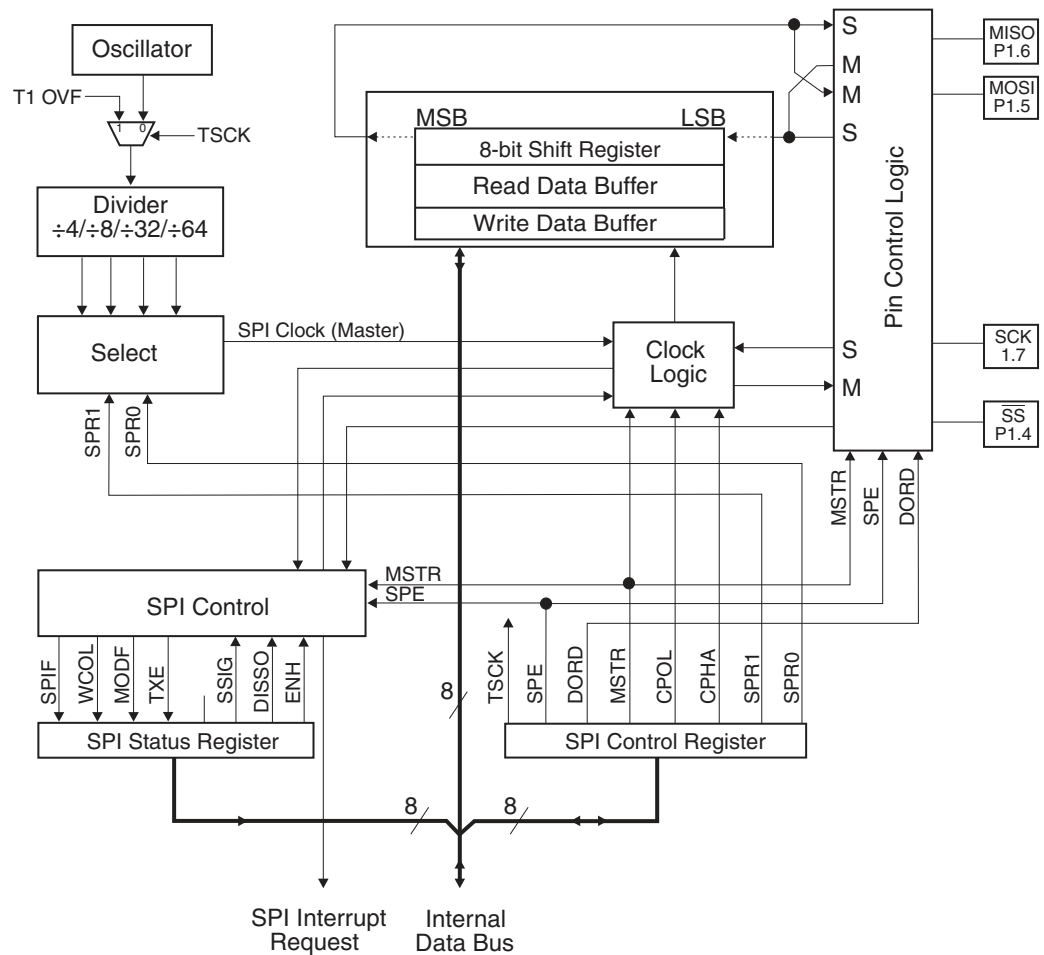 Oscillator
T1 OVF
1 0
TSCK
Divider
÷4/÷8/÷32/÷64
Select
SPI Clock (Master)
SPR1
SPR0
MSB
LSB
8-bit Shift Register
Read Data Buffer
Write Data Buffer
Clock
Logic
S
M
M
S
S
M
Pin Control Logic
MISO
P1.6
MOSI
P1.5
SCK
1.7
SS
P1.4
MSTR
SPE
DORD
SPI Control
MSTR
SPE
SPIF
WCOL
MODF
TXE
SSIG
DISSO
ENH
SPI Status Register
8
TSCK
SPE
DORD
MSTR
CPOL
CPHA
SPR1
SPR0
SPI Control Register
8
8
SPI Interrupt
Request
Internal
Data Bus